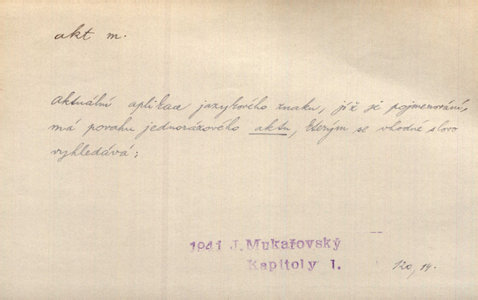 akt m.
aktuální aplikace jazykového znaku, jíž je pojmenování,
má povahu jednorázového aktu, kterým se vhodné slovo
vyhledává;
1941 J. Mukařovský
Kapitoly I.
120, 14.